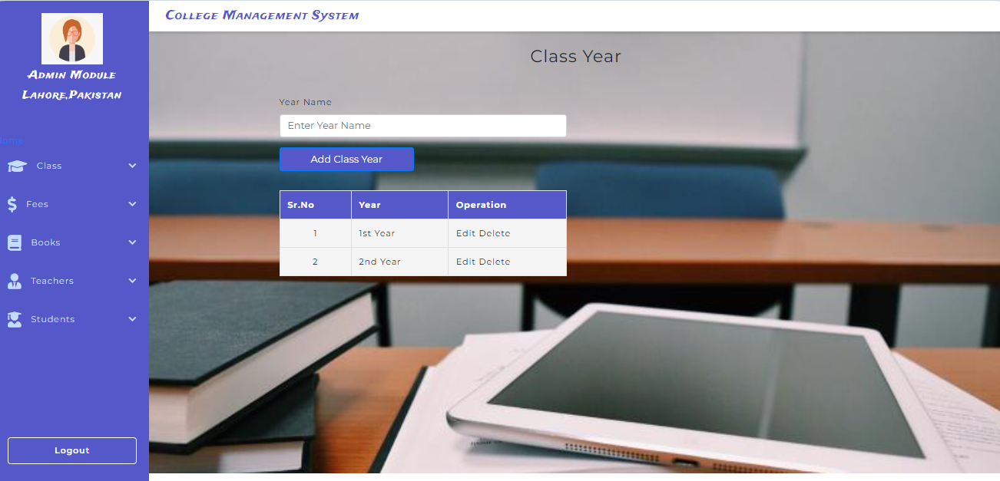 College Management System
Admin Module
Lahore,Pakistan
Home
Class
Fees
Books
Teachers
Students
Logout
Class Year
Year Name
Enter Year Name
Add Class Year
Sr.No Year Operation
1 1st Year Edit Delete
2 2nd Year Edit Delete